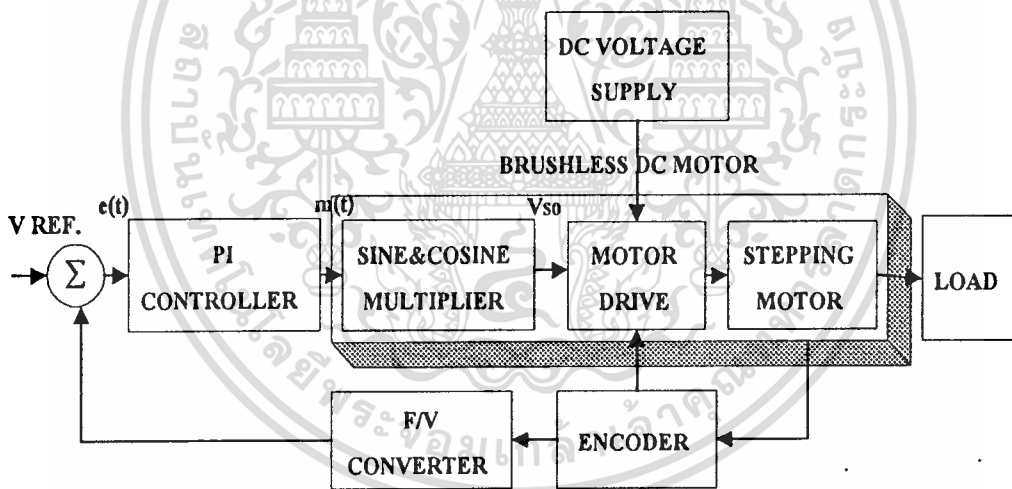 DC VOLTAGE
SUPPLY
BRUSHLESS DC MOTOR
e(t)
m(t)
Vso
V REF.
Σ
PI
CONTROLLER
SINE&COSINE
MULTIPLIER
MOTOR
DRIVE
STEPPING
MOTOR
LOAD
F/V
CONVERTER
ENCODER